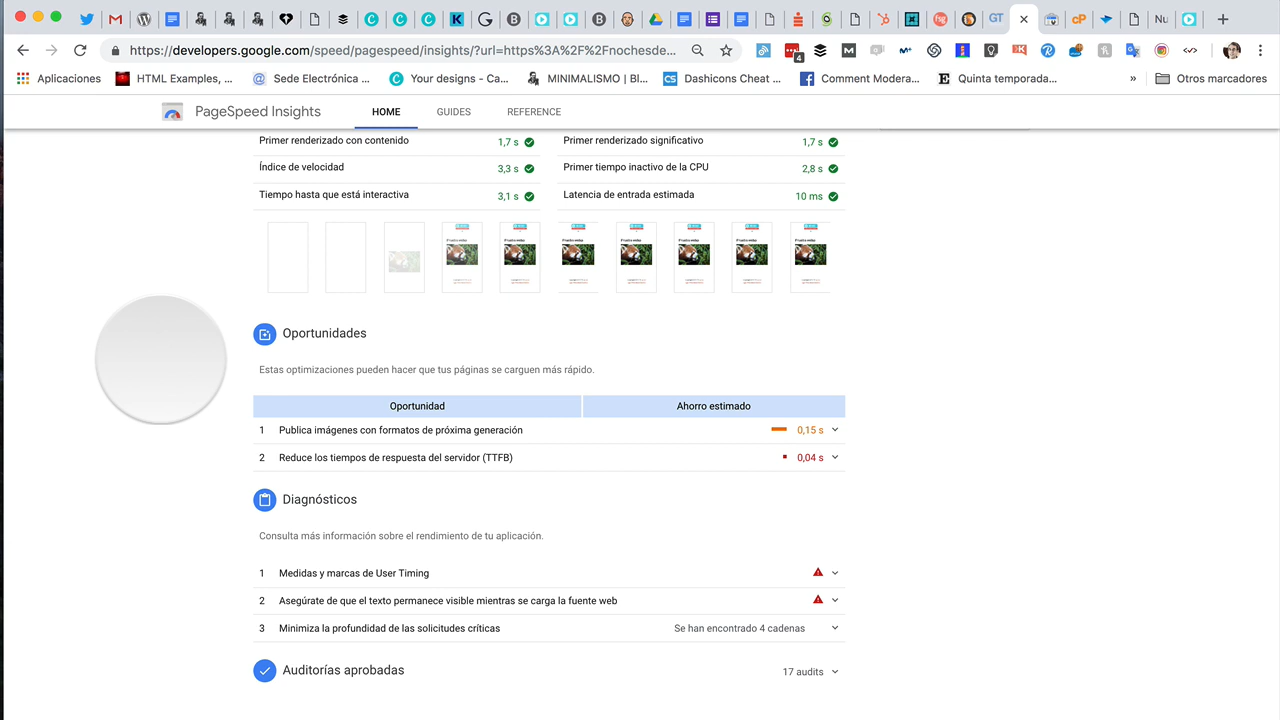 GT
cP
Nu
https://developers.google.com/speed/pagespeed/insights/?url=https%3A%2F%2Fnochesde...
4
Aplicaciones
HTML Examples, ...
Sede Electrónica ...
Your designs - Ca...
MINIMALISMO | Bl...
Dashicons Cheat ...
Comment Modera...
Quinta temporada...
»
Otros marcadores
PageSpeed Insights
HOME
GUIDES
REFERENCE
Primer renderizado con contenido
1,7 s
Primer renderizado significativo
1,7 s
Índice de velocidad
3,3 s
Primer tiempo inactivo de la CPU
2,8 s
Tiempo hasta que está interactiva
3,1 s
Latencia de entrada estimada
10 ms
Oportunidades
Estas optimizaciones pueden hacer que tus páginas se carguen más rápido.
Oportunidad
Ahorro estimado
1 Publica imágenes con formatos de próxima generación
0,15 s
2 Reduce los tiempos de respuesta del servidor (TTFB)
0,04 s
Diagnósticos
Consulta más información sobre el rendimiento de tu aplicación.
1 Medidas y marcas de User Timing
2 Asegúrate de que el texto permanece visible mientras se carga la fuente web
3 Minimiza la profundidad de las solicitudes críticas
Se han encontrado 4 cadenas
Auditorías aprobadas
17 audits